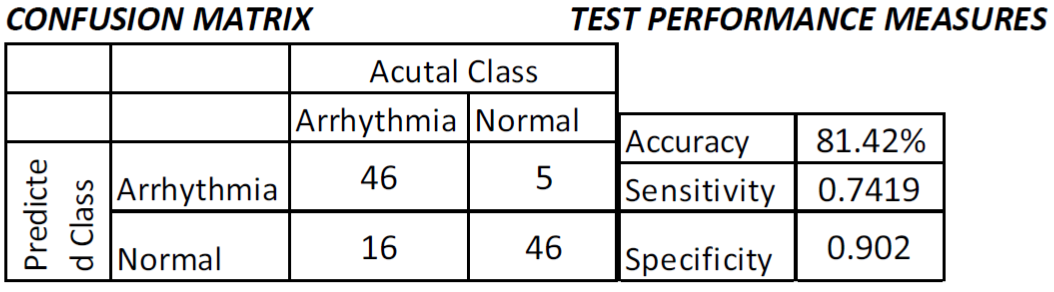 CONFUSION MATRIX TEST PERFORMANCE MEASURES
Acutal Class
Arrhythmia Normal
Accuracy 81.42%
Predicte
d Class
Arrhythmia 46 5
Sensitivity 0.7419
Normal 16 46
Specificity 0.902